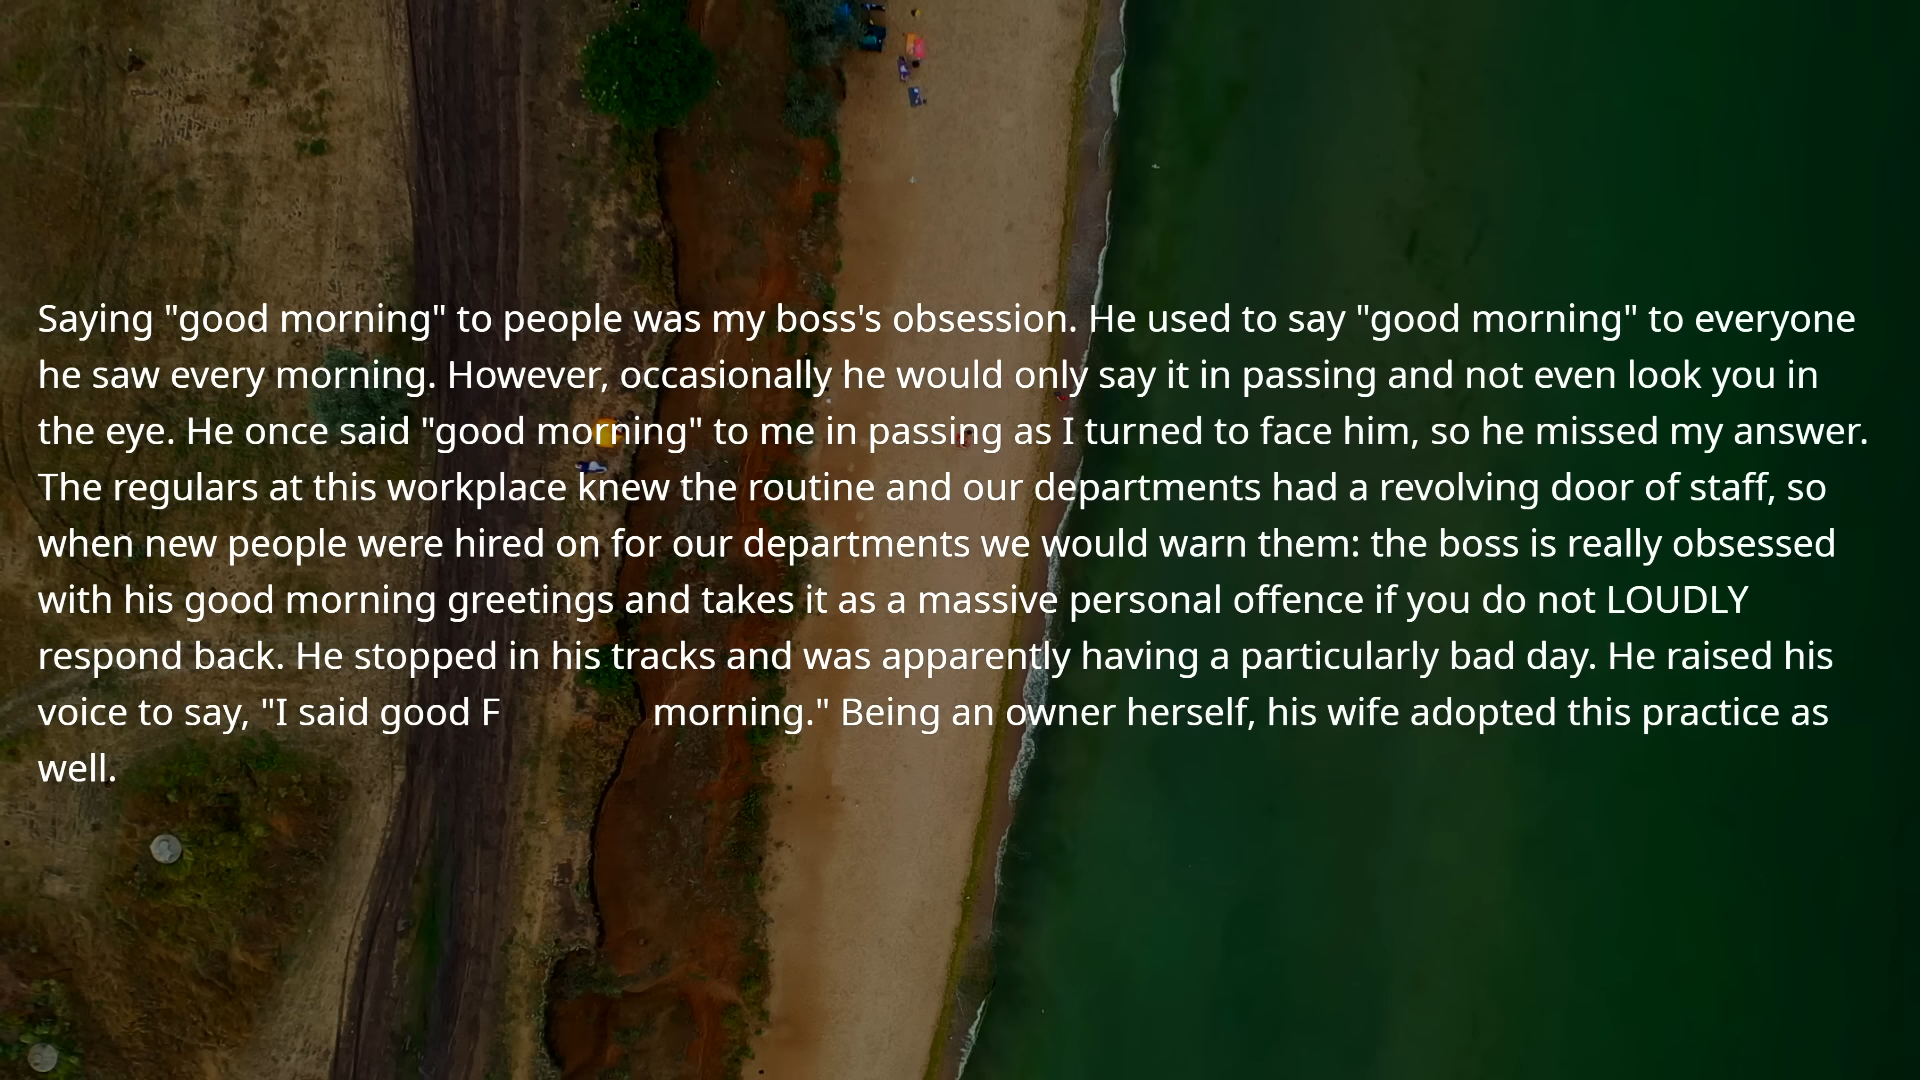 Saying "good morning" to people was my boss's obsession. He used to say "good morning" to everyone
he saw every morning. However, occasionally he would only say it in passing and not even look you in
the eye. He once said "good morning" to me in passing as I turned to face him, so he missed my answer.
The regulars at this workplace knew the routine and our departments had a revolving door of staff, so
when new people were hired on for our departments we would warn them: the boss is really obsessed
with his good morning greetings and takes it as a massive personal offence if you do not LOUDLY
respond back. He stopped in his tracks and was apparently having a particularly bad day. He raised his
voice to say, "I said good F morning." Being an owner herself, his wife adopted this practice as
well.